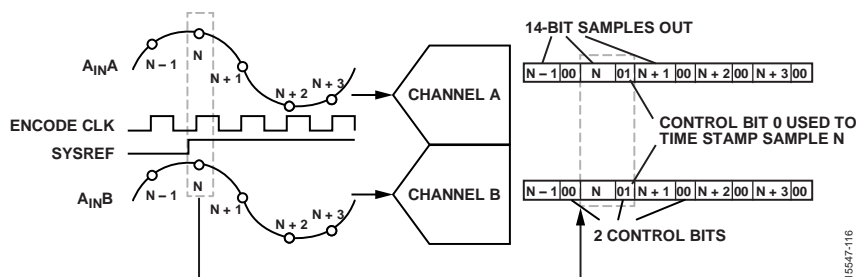 14-BIT SAMPLES OUT
AINA
N – 1
N
N + 1
N + 2
N + 3
CHANNEL A
N – 1 00 N 01 N + 1 00 N + 2 00 N + 3 00
ENCODE CLK
SYSREF
CONTROL BIT 0 USED TO
TIME STAMP SAMPLE N
AINB
N – 1
N
N + 1
N + 2
N + 3
CHANNEL B
N – 1 00 N 01 N + 1 00 N + 2 00 N + 3 00
2 CONTROL BITS